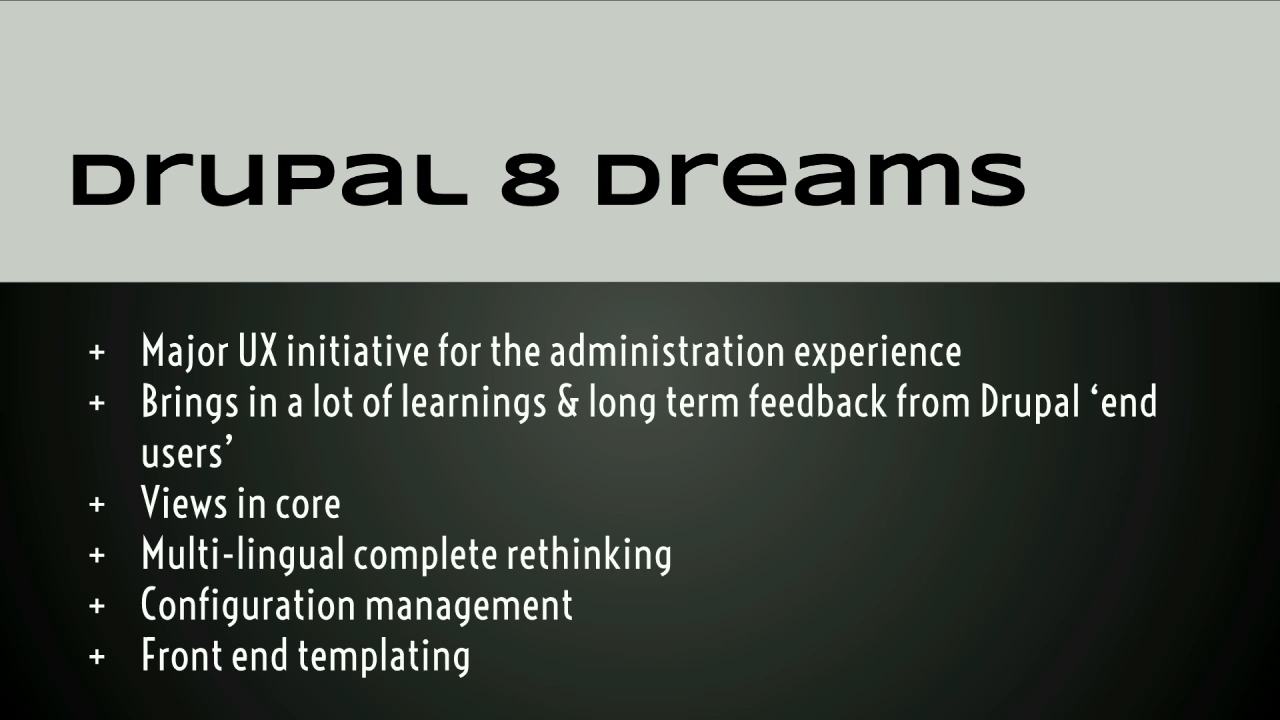 Drupal 8 Dreams
+ Major UX initiative for the administration experience
+ Brings in a lot of learnings & long term feedback from Drupal ‘end
users’
+ Views in core
+ Multi-lingual complete rethinking
+ Configuration management
+ Front end templating